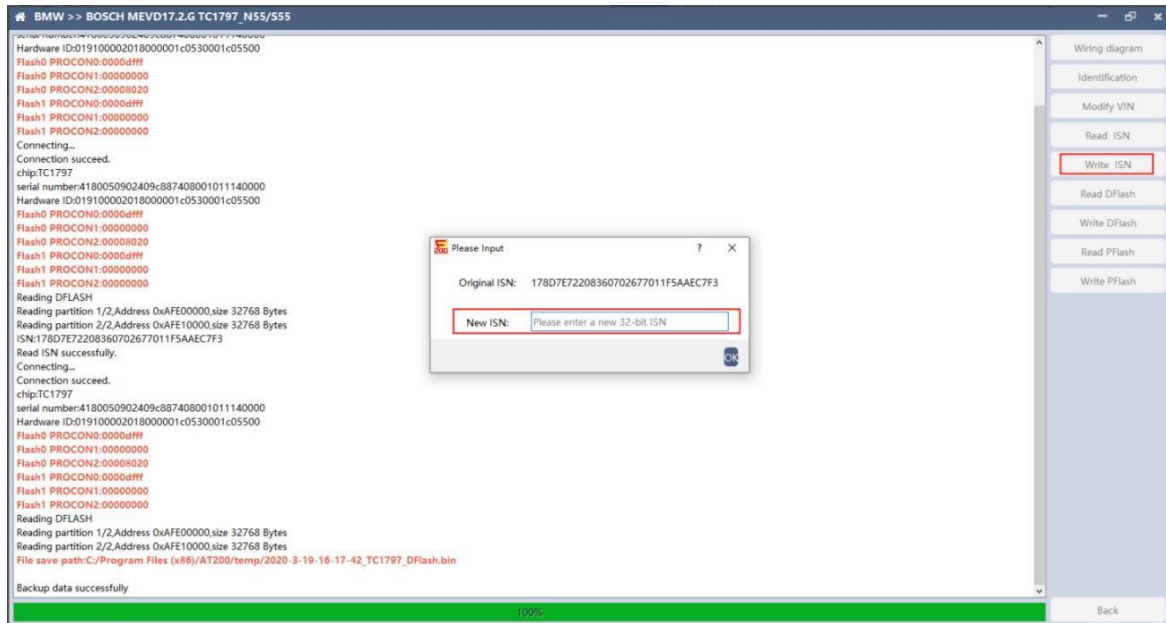 BMW >> BOSCH MEVD17.2.G TC1797_N55/S55
Hardware ID:019100002018000001c0530001c05500
Flash0 PROCON0:0000dfff
Flash0 PROCON1:00000000
Flash0 PROCON2:00008020
Flash1 PROCON0:0000dfff
Flash1 PROCON1:00000000
Flash1 PROCON2:00000000
Connecting...
Connection succeed.
chip:TC1797
serial number:4180050902409c887408001011140000
Hardware ID:019100002018000001c0530001c05500
Flash0 PROCON0:0000dfff
Flash0 PROCON1:00000000
Flash0 PROCON2:00008020
Flash1 PROCON0:0000dfff
Flash1 PROCON1:00000000
Flash1 PROCON2:00000000
Reading DFLASH
Reading partition 1/2,Address 0xAFE00000,size 32768 Bytes
Reading partition 2/2,Address 0xAFE10000,size 32768 Bytes
ISN:178D7E72208360702677011F5AAEC7F3
Read ISN successfully.
Connecting...
Connection succeed.
chip:TC1797
serial number:4180050902409c887408001011140000
Hardware ID:019100002018000001c0530001c05500
Flash0 PROCON0:0000dfff
Flash0 PROCON1:00000000
Flash0 PROCON2:00008020
Flash1 PROCON0:0000dfff
Flash1 PROCON1:00000000
Flash1 PROCON2:00000000
Reading DFLASH
Reading partition 1/2,Address 0xAFE00000,size 32768 Bytes
Reading partition 2/2,Address 0xAFE10000,size 32768 Bytes
File save path:C:/Program Files (x86)/AT200/temp/2020-3-19-16-17-42_TC1797_DFlash.bin
Backup data successfully
100%
Please Input
Original ISN: 178D7E72208360702677011F5AAEC7F3
New ISN: Please enter a new 32-bit ISN
OK
Wiring diagram
Identification
Modify VIN
Read ISN
Write ISN
Read DFlash
Write DFlash
Read PFlash
Write PFlash
Back